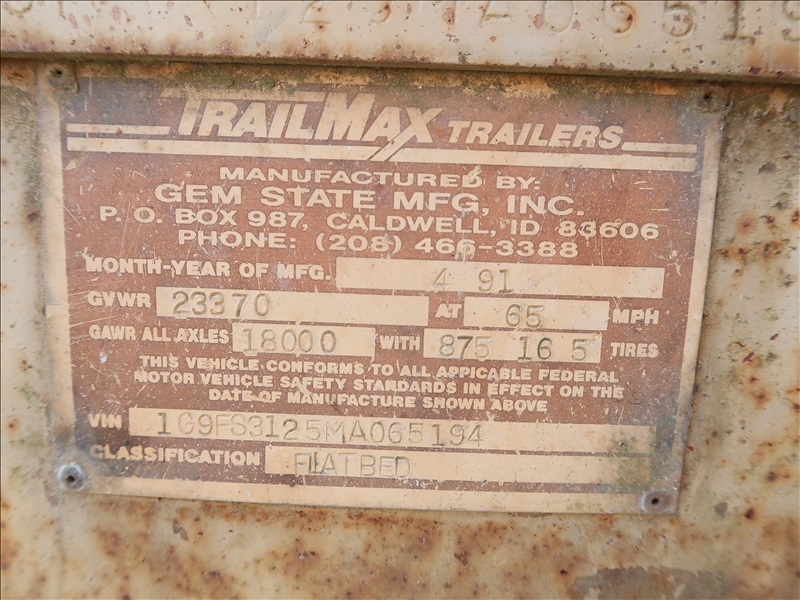 TRAILMAX TRAILERS
MANUFACTURED BY:
GEM STATE MFG, INC.
P. O. BOX 987, CALDWELL, ID 83606
PHONE: (208) 466-3388
MONTH-YEAR OF MFG. 4 91
GVWR 23370 AT 65 MPH
GAWR ALL AXLES 18000 WITH 875 16 5 TIRES
THIS VEHICLE CONFORMS TO ALL APPLICABLE FEDERAL
MOTOR VEHICLE SAFETY STANDARDS IN EFFECT ON THE
DATE OF MANUFACTURE SHOWN ABOVE
VIN 1G9FS3125MA065194
CLASSIFICATION FLATBED